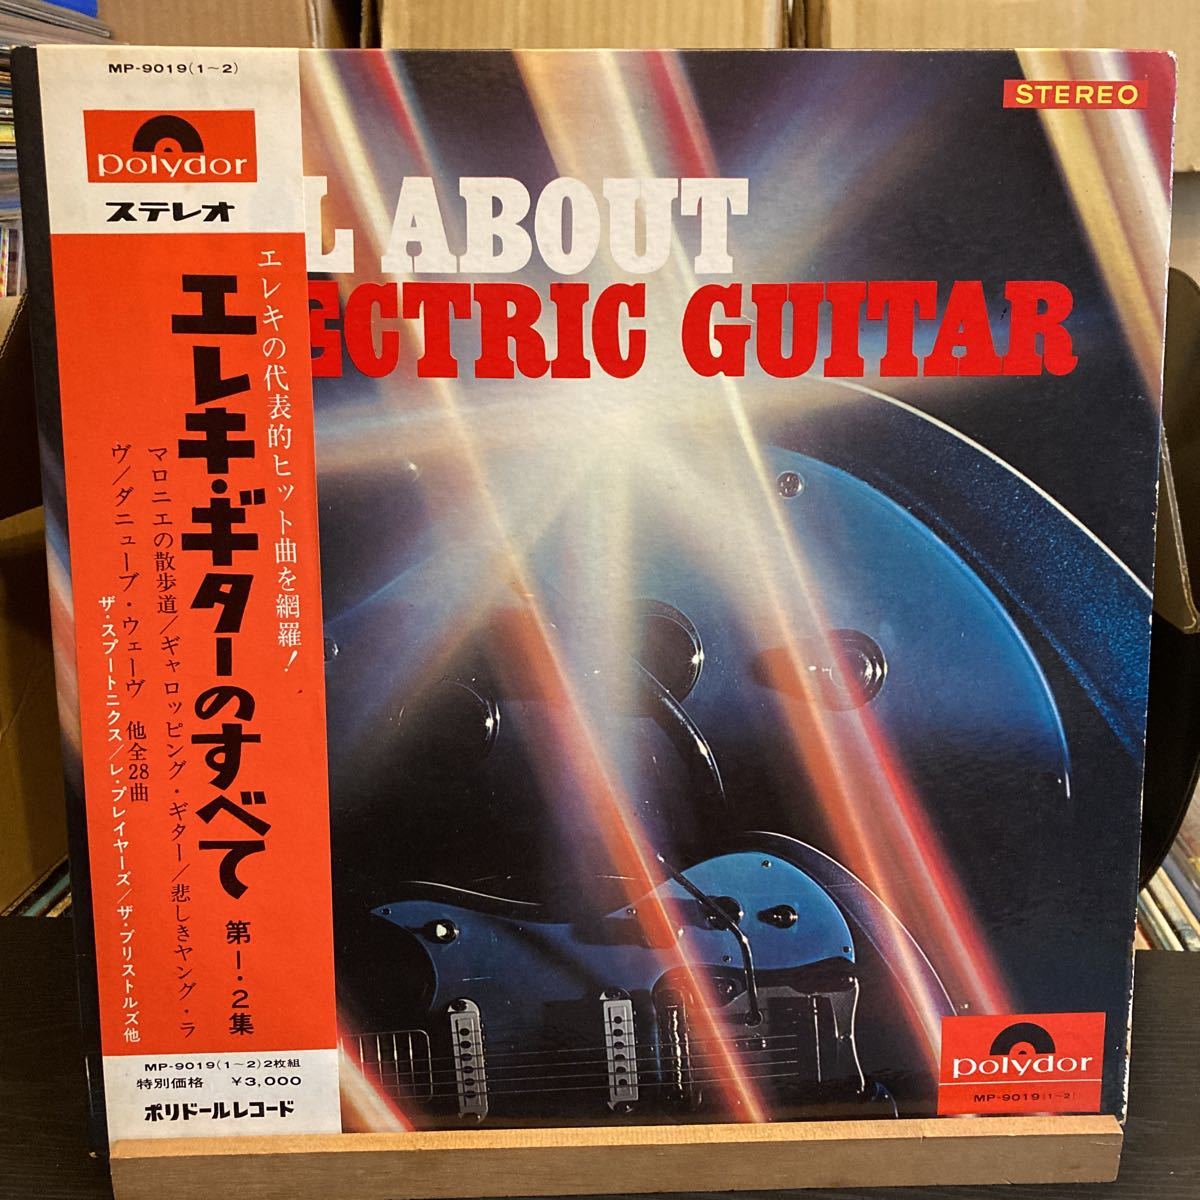 MP-9019(1~2)
polydor
ステレオ
エレキの代表的ヒット曲を網羅!
エレキ・ギターのすべて 第1・2集
マロニエの散歩道/ギャロッピング・ギター/悲しきヤング・ラ
ヴ/ダニューブ・ウェーヴ 他全28曲
ザ・スプートニクス/レ・プレイヤーズ/ザ・ブリストルズ他
MP-9019(1~2)2枚組
特別価格 ¥3,000
ポリドールレコード
STEREO
L ABOUT
ECTRIC GUITAR
polydor
MP-9019(1~2)